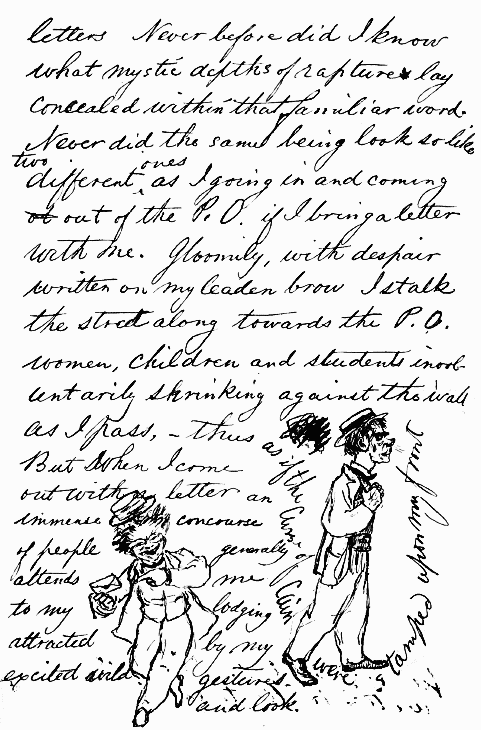 letters Never before did I know
what mystic depths of rapture lay
concealed within that familiar word.
Never did the same being look so like
two ones
different, as I going in and coming
out of the P.O. if I bring a letter
with me. Gloomily, with despair
written on my leaden brow I stalk
the street along towards the P.O.
women, children and students invol-
untarily shrinking against the wall
as I pass, – thus
as if the curse of Cain
were
stamped upon my front
But when I come
out with a letter an
immense concourse
of people generally
attends me
to my lodging
attracted by my
excited wild gestures.
and look.